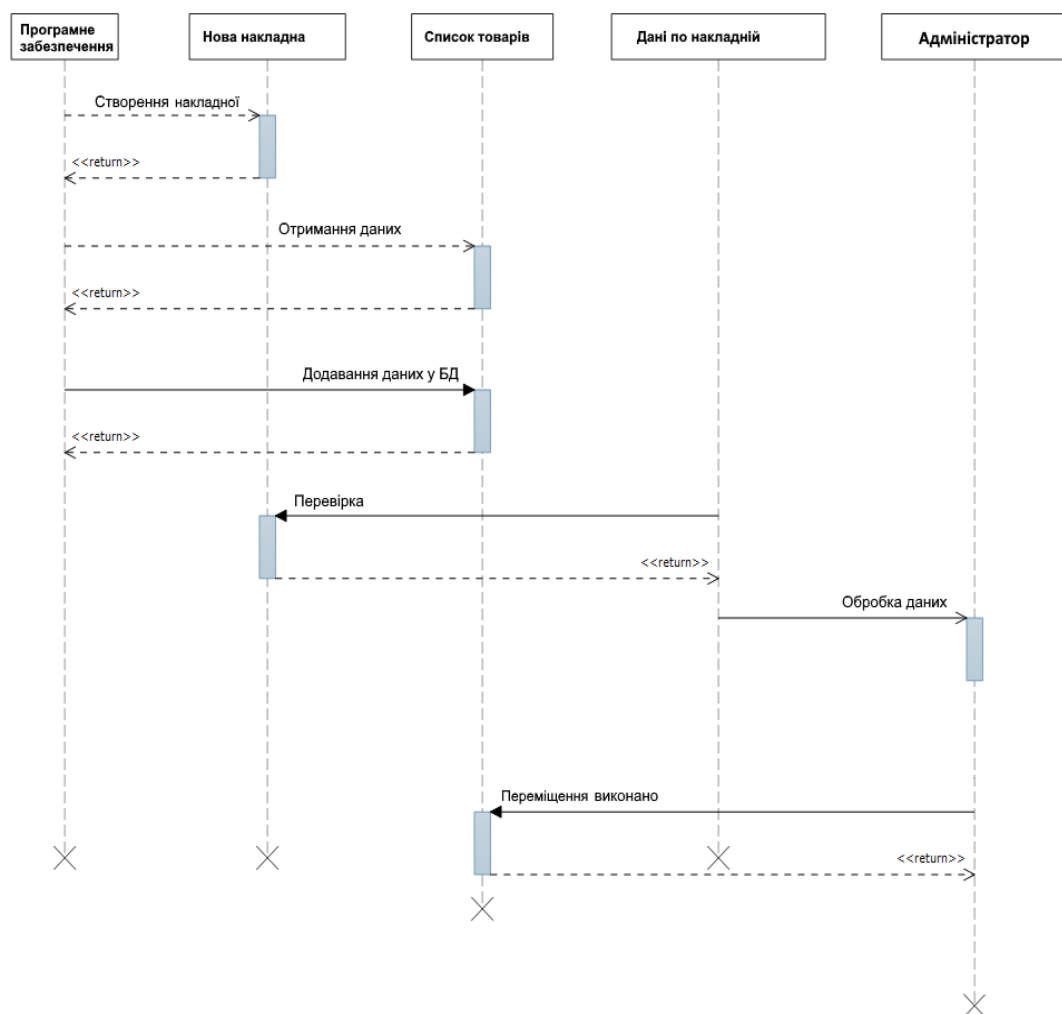 Програмне
забезпечення
Нова накладна
Список товарів
Дані по накладній
Адміністратор
Створення накладної
<<return>>
Отримання даних
<<return>>
Додавання даних у БД
<<return>>
Перевірка
<<return>>
Обробка даних
Переміщення виконано
<<return>>